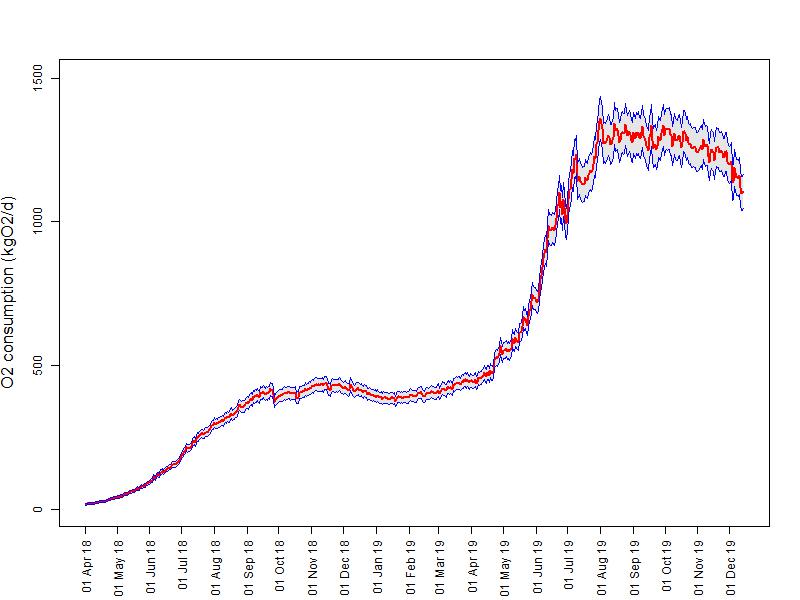 O2 consumption (kgO2/d)
1500
1000
500
0
01 Apr 18
01 May 18
01 Jun 18
01 Jul 18
01 Aug 18
01 Sep 18
01 Oct 18
01 Nov 18
01 Dec 18
01 Jan 19
01 Feb 19
01 Mar 19
01 Apr 19
01 May 19
01 Jun 19
01 Jul 19
01 Aug 19
01 Sep 19
01 Oct 19
01 Nov 19
01 Dec 19